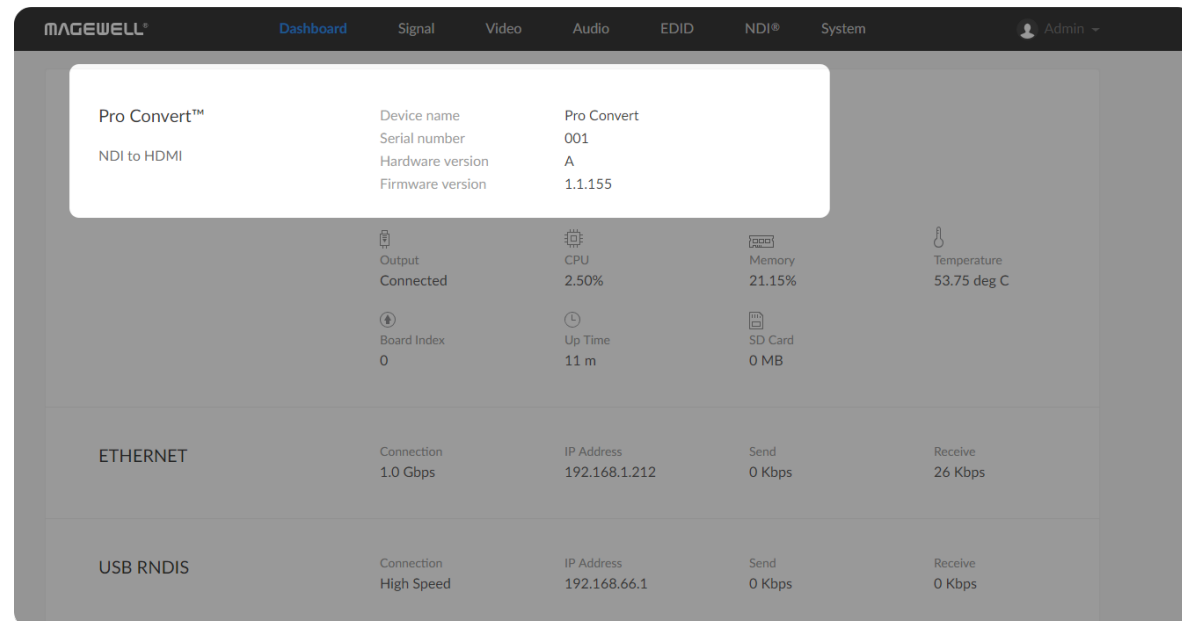 MAGEWELL®
Dashboard Signal Video Audio EDID NDI® System Admin
Pro Convert™
NDI to HDMI
Device name Pro Convert
Serial number 001
Hardware version A
Firmware version 1.1.155
Output CPU Memory Temperature
Connected 2.50% 21.15% 53.75 deg C
Board Index Up Time SD Card
0 11 m 0 MB
ETHERNET
Connection IP Address Send Receive
1.0 Gbps 192.168.1.212 0 Kbps 26 Kbps
USB RNDIS
Connection IP Address Send Receive
High Speed 192.168.66.1 0 Kbps 0 Kbps